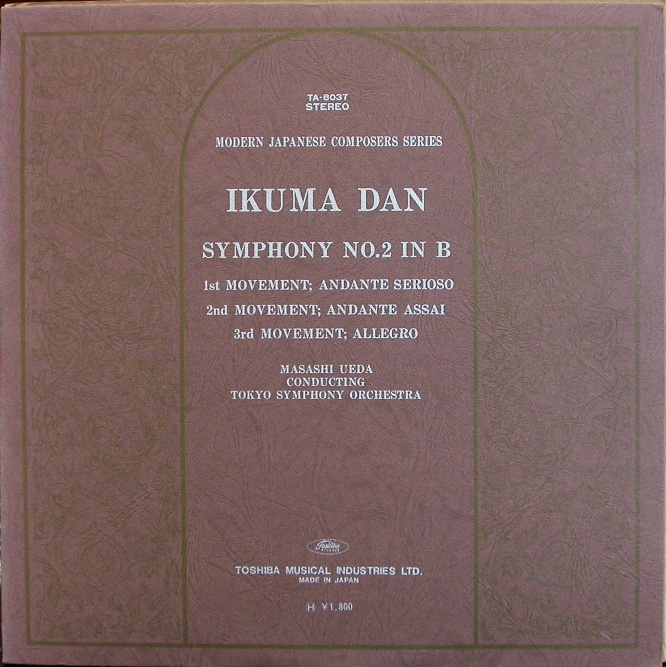 TA-6037
STEREO
MODERN JAPANESE COMPOSERS SERIES
IKUMA DAN
SYMPHONY NO.2 IN B
1st MOVEMENT; ANDANTE SERIOSO
2nd MOVEMENT; ANDANTE ASSAI
3rd MOVEMENT; ALLEGRO
MASASHI UEDA
CONDUCTING
TOKYO SYMPHONY ORCHESTRA
Toshiba
TOSHIBA MUSICAL INDUSTRIES LTD.
MADE IN JAPAN
Ⓗ ¥1,800